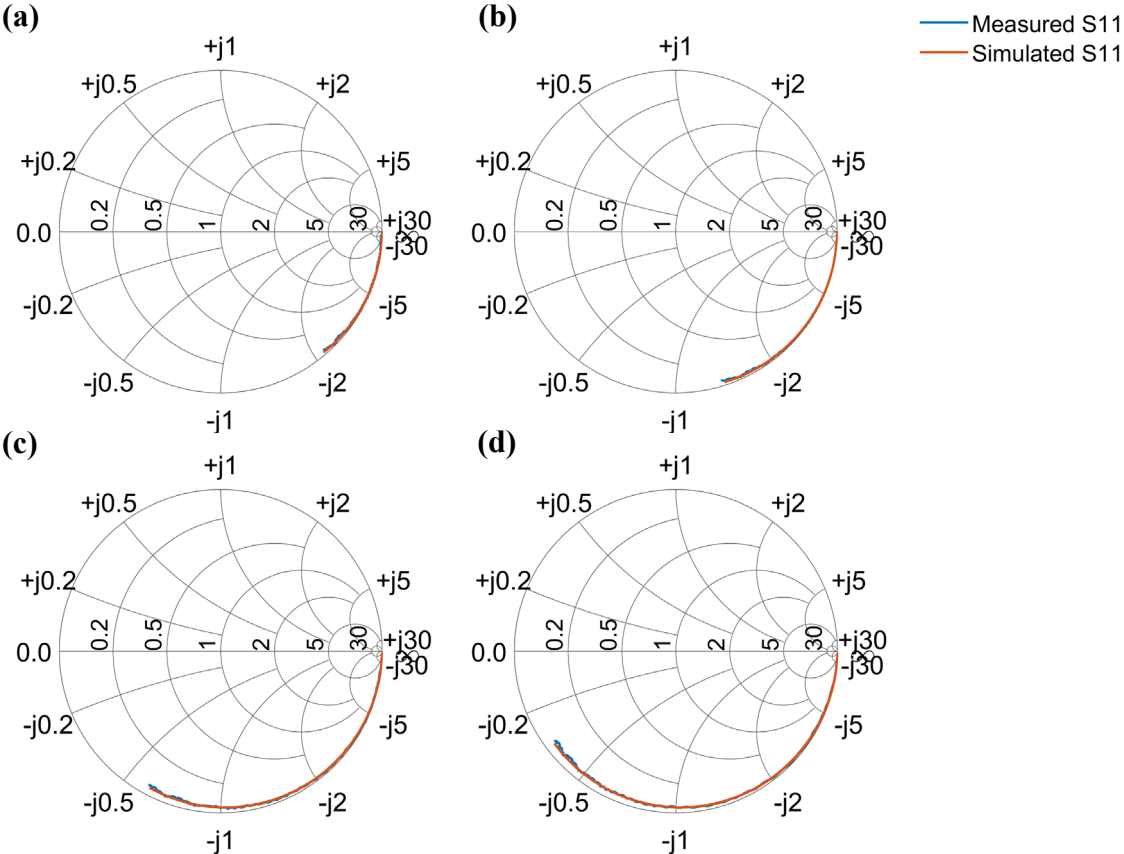 (a)
(b)
Measured S11
Simulated S11
+j1
+j0.5
+j2
+j0.2
+j5
0.0
0.2
0.5
1
2
5
30
+j30
∞
-j30
-j0.2
-j5
-j0.5
-j2
-j1
+j1
+j0.5
+j2
+j0.2
+j5
0.0
0.2
0.5
1
2
5
30
+j30
∞
-j30
-j0.2
-j5
-j0.5
-j2
-j1
(c)
(d)
+j1
+j0.5
+j2
+j0.2
+j5
0.0
0.2
0.5
1
2
5
30
+j30
∞
-j30
-j0.2
-j5
-j0.5
-j2
-j1
+j1
+j0.5
+j2
+j0.2
+j5
0.0
0.2
0.5
1
2
5
30
+j30
∞
-j30
-j0.2
-j5
-j0.5
-j2
-j1